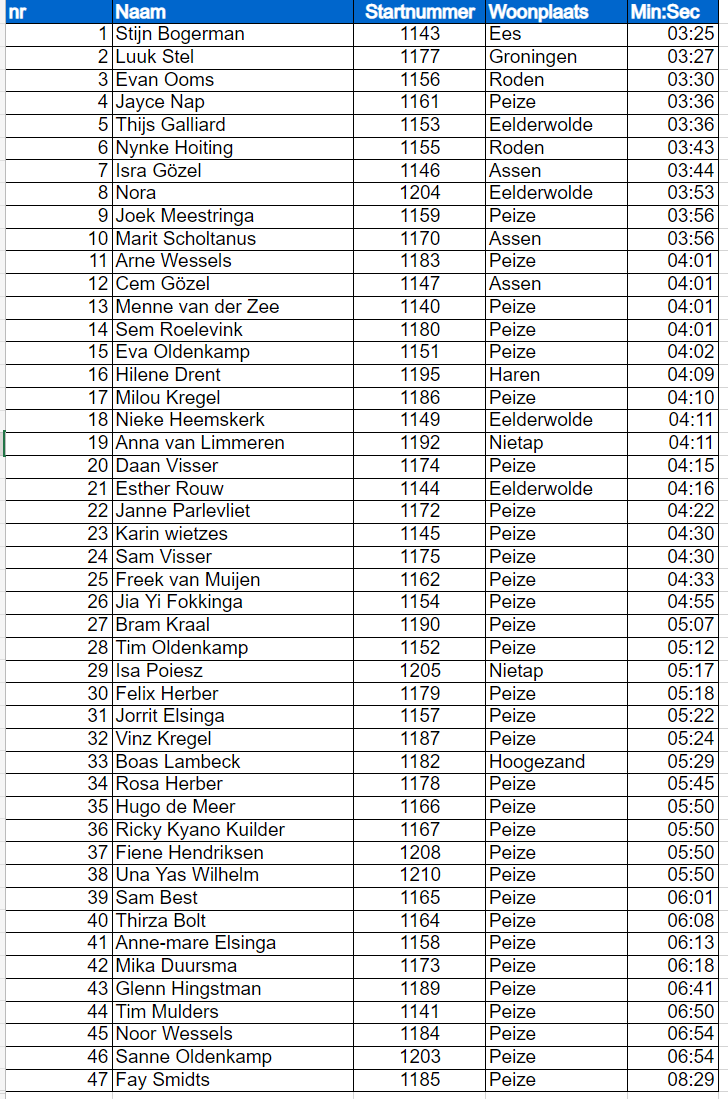 nr Naam Startnummer Woonplaats Min:Sec
1 Stijn Bogerman 1143 Ees 03:25
2 Luuk Stel 1177 Groningen 03:27
3 Evan Ooms 1156 Roden 03:30
4 Jayce Nap 1161 Peize 03:36
5 Thijs Galliard 1153 Eelderwolde 03:36
6 Nynke Hoiting 1155 Roden 03:43
7 Isra Gözel 1146 Assen 03:44
8 Nora 1204 Eelderwolde 03:53
9 Joek Meestringa 1159 Peize 03:56
10 Marit Scholtanus 1170 Assen 03:56
11 Arne Wessels 1183 Peize 04:01
12 Cem Gözel 1147 Assen 04:01
13 Menne van der Zee 1140 Peize 04:01
14 Sem Roelevink 1180 Peize 04:01
15 Eva Oldenkamp 1151 Peize 04:02
16 Hilene Drent 1195 Haren 04:09
17 Milou Kregel 1186 Peize 04:10
18 Nieke Heemskerk 1149 Eelderwolde 04:11
19 Anna van Limmeren 1192 Nietap 04:11
20 Daan Visser 1174 Peize 04:15
21 Esther Rouw 1144 Eelderwolde 04:16
22 Janne Parlevliet 1172 Peize 04:22
23 Karin wietzes 1145 Peize 04:30
24 Sam Visser 1175 Peize 04:30
25 Freek van Muijen 1162 Peize 04:33
26 Jia Yi Fokkinga 1154 Peize 04:55
27 Bram Kraal 1190 Peize 05:07
28 Tim Oldenkamp 1152 Peize 05:12
29 Isa Poiesz 1205 Nietap 05:17
30 Felix Herber 1179 Peize 05:18
31 Jorrit Elsinga 1157 Peize 05:22
32 Vinz Kregel 1187 Peize 05:24
33 Boas Lambeck 1182 Hoogezand 05:29
34 Rosa Herber 1178 Peize 05:45
35 Hugo de Meer 1166 Peize 05:50
36 Ricky Kyano Kuilder 1167 Peize 05:50
37 Fiene Hendriksen 1208 Peize 05:50
38 Una Yas Wilhelm 1210 Peize 05:50
39 Sam Best 1165 Peize 06:01
40 Thirza Bolt 1164 Peize 06:08
41 Anne-mare Elsinga 1158 Peize 06:13
42 Mika Duursma 1173 Peize 06:18
43 Glenn Hingstman 1189 Peize 06:41
44 Tim Mulders 1141 Peize 06:50
45 Noor Wessels 1184 Peize 06:54
46 Sanne Oldenkamp 1203 Peize 06:54
47 Fay Smidts 1185 Peize 08:29